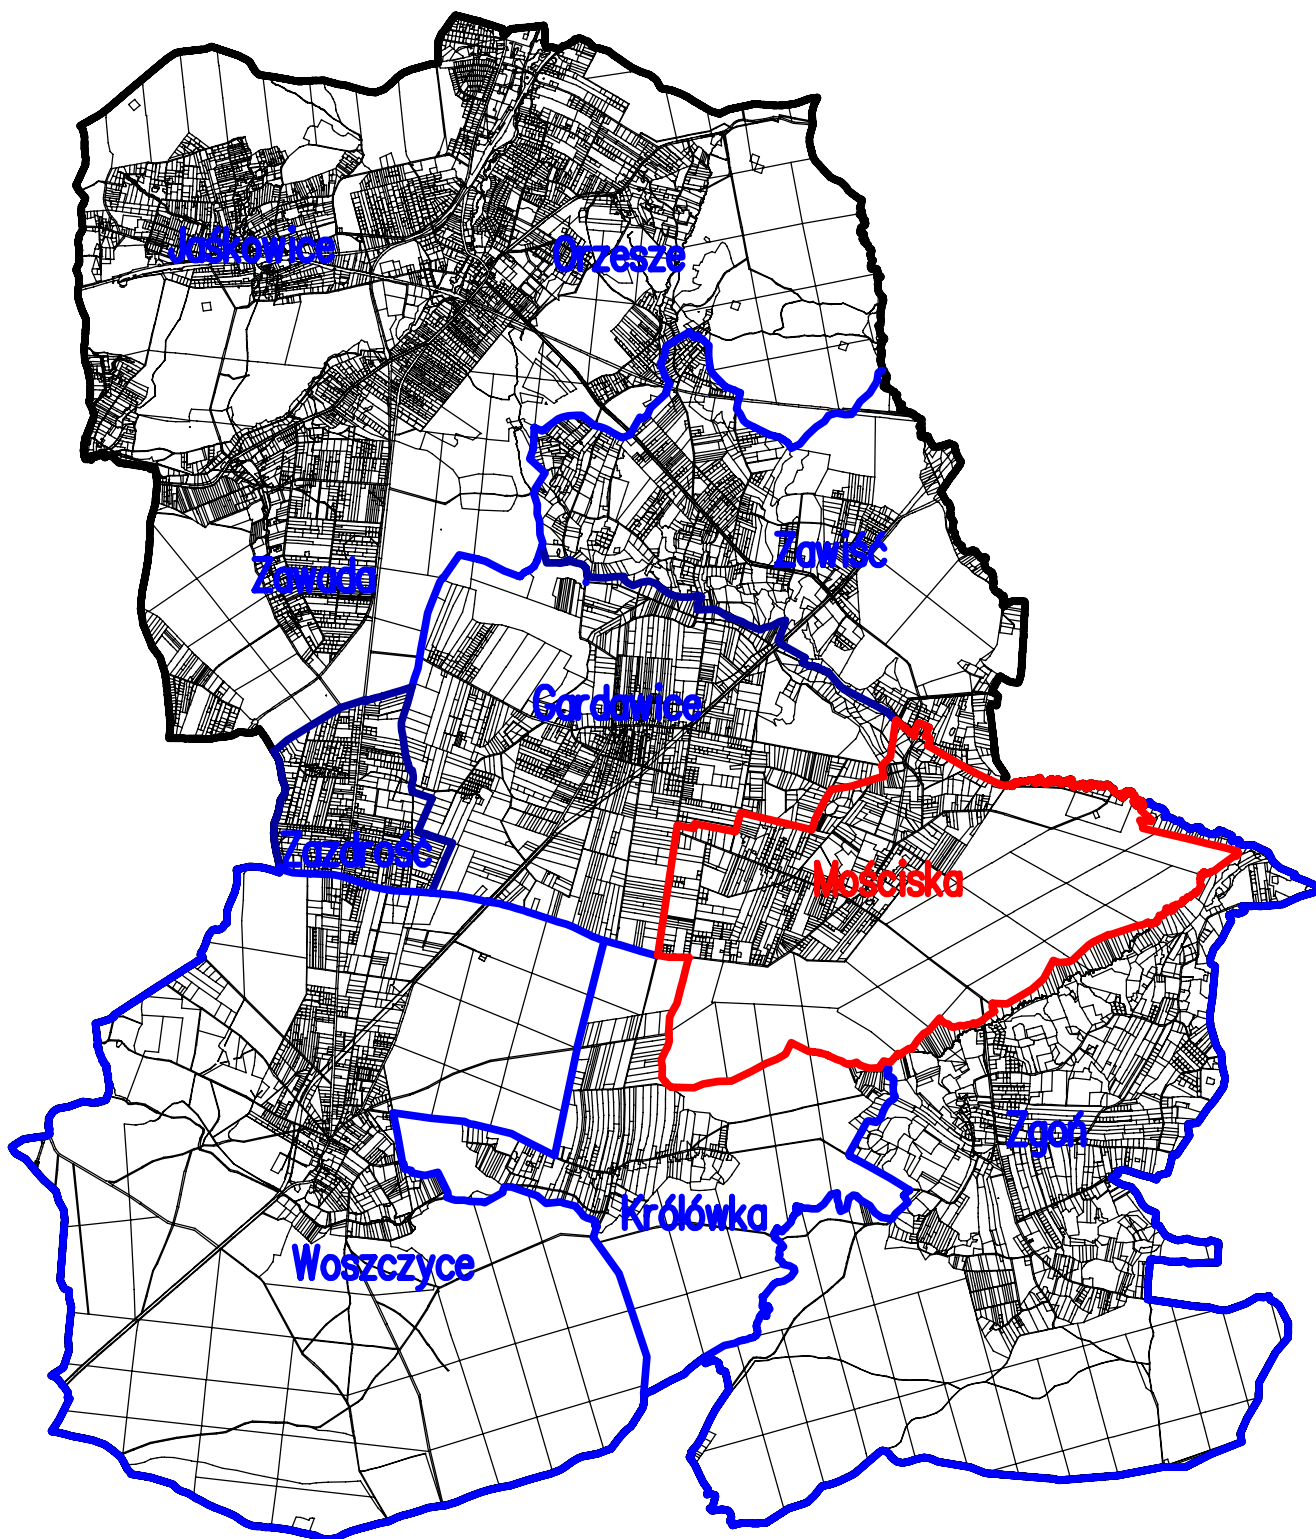 Jaśkowice
Orzesze
Zawiść
Zawada
Gardawice
Zazdrość
Mościska
Zgoń
Królówka
Woszczyce